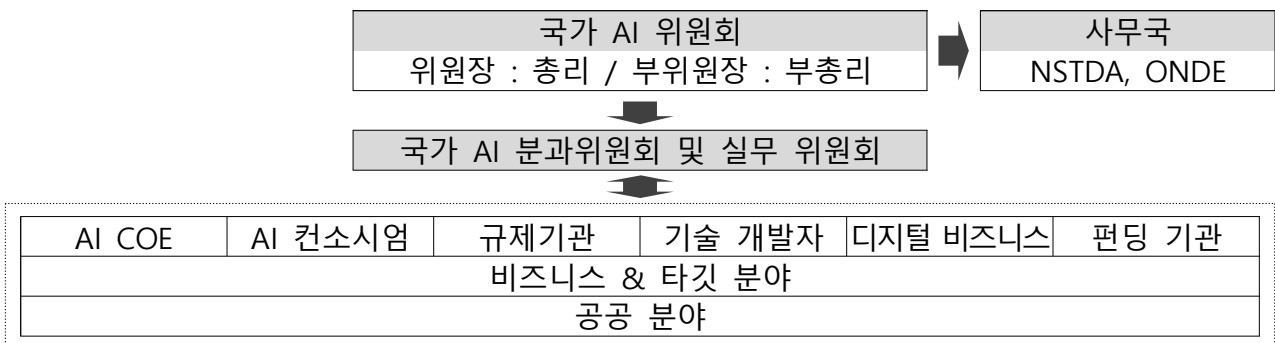 국가 AI 위원회
위원장 : 총리 / 부위원장 : 부총리
사무국
NSTDA, ONDE
국가 AI 분과위원회 및 실무 위원회
AI COE
AI 컨소시엄
규제기관
기술 개발자
디지털 비즈니스
펀딩 기관
비즈니스 & 타깃 분야
공공 분야